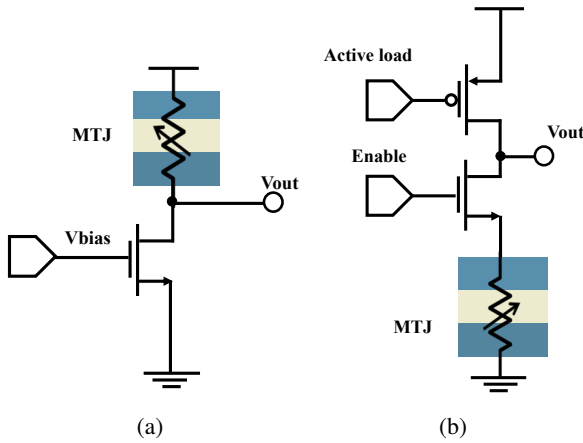 MTJ
Vout
Vbias
(a)
Active load
Vout
Enable
MTJ
(b)